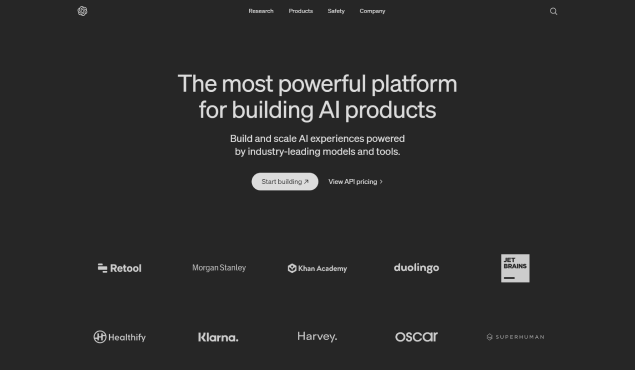 Research Products Safety Company
The most powerful platform
for building AI products
Build and scale AI experiences powered
by industry-leading models and tools.
Start building ↗ View API pricing ›
Retool Morgan Stanley Khan Academy duolingo JET
BRAINS
Healthify Klarna. Harvey. oscar SUPERHUMAN